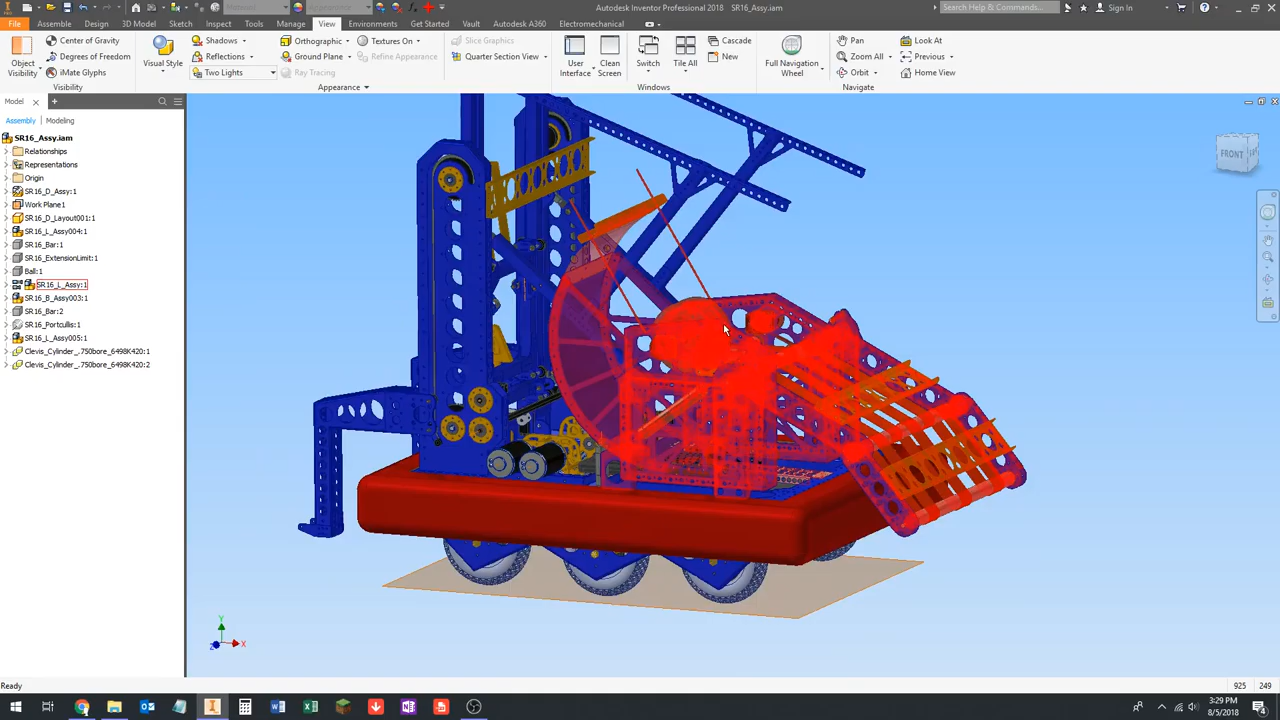 Autodesk Inventor Professional 2018 SR16_Assy.iam
Search Help & Commands...
Sign In
File Assembly Design 3D Model Sketch Inspect Tools Manage View Environments Get Started Vault Autodesk A360 Electromechanical
Object Visibility
Center of Gravity
Degrees of Freedom
iMate Glyphs
Visibility
Visual Style
Shadows
Reflections
Two Lights
Orthographic
Ground Plane
Ray Tracing
Textures On
Refine Appearance
Appearance
Slice Graphics
Quarter Section View
User Interface
Clean Screen
Switch
Tile All
Cascade
New
Windows
Full Navigation Wheel
Pan
Zoom All
Orbit
Look At
Previous
Home View
Navigate
Model
Assembly Modeling
SR16_Assy.iam
Relationships
Representations
Origin
SR16_D_Assy:1
Work Plane1
SR16_D_Layout001:1
SR16_L_Assy004:1
SR16_Bar:1
SR16_ExtensionLimit:1
Ball:1
SR16_L_Assy:1
SR16_B_Assy003:1
SR16_Bar:2
SR16_Portcullis:1
SR16_L_Assy005:1
Clevis_Cylinder_.750bore_6498K420:1
Clevis_Cylinder_.750bore_6498K420:2
FRONT
Y
X
Z
Ready
925 249
3:29 PM
8/5/2018